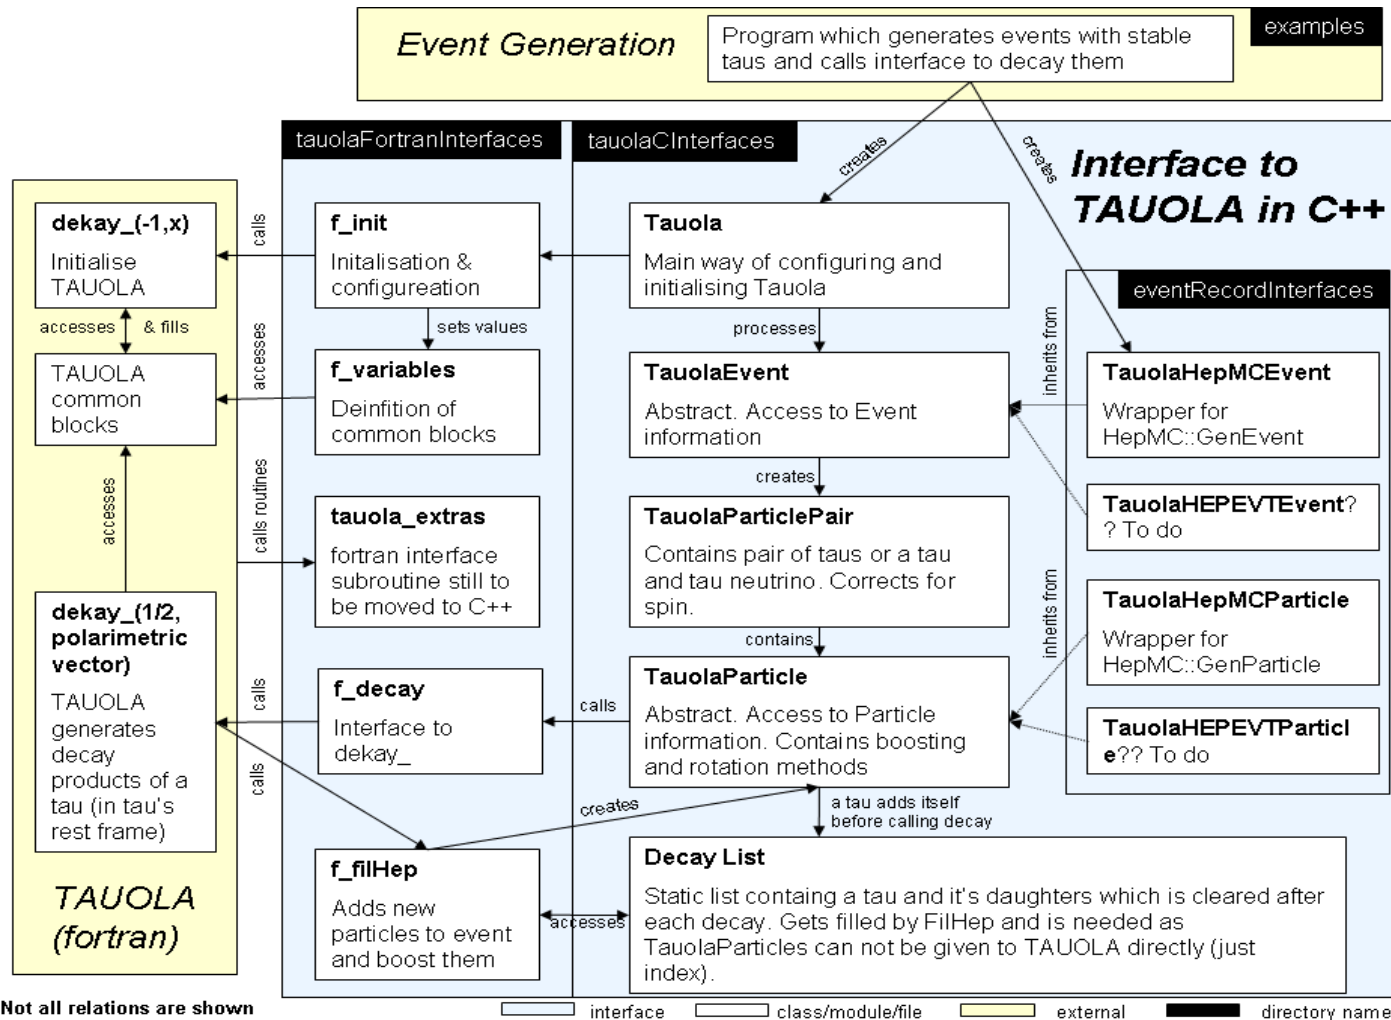 Event Generation
Program which generates events with stable
taus and calls interface to decay them
examples
tauolaFortranInterfaces
tauolaCInterfaces
creates
creates
Interface to
TAUOLA in C++
dekay_(-1,x)
Initialise
TAUOLA
calls
f_init
Initalisation &
configureation
Tauola
Main way of configuring and
initialising Tauola
eventRecordInterfaces
accesses
& fills
sets values
processes
TAUOLA
common
blocks
accesses
f_variables
Deinfition of
common blocks
TauolaEvent
Abstract. Access to Event
information
inherits from
TauolaHepMCEvent
Wrapper for
HepMC::GenEvent
creates
TauolaHEPEVTEvent?
? To do
accesses
calls routines
tauola_extras
fortran interface
subroutine still to
be moved to C++
TauolaParticlePair
Contains pair of taus or a tau
and tau neutrino. Corrects for
spin.
contains
inherits from
TauolaHepMCParticle
Wrapper for
HepMC::GenParticle
dekay_(1/2,
polarimetric
vector)
TAUOLA
generates
decay
products of a
tau (in tau's
rest frame)
calls
calls
f_decay
Interface to
dekay_
calls
TauolaParticle
Abstract. Access to Particle
information. Contains boosting
and rotation methods
TauolaHEPEVTParticl
e?? To do
creates
a tau adds itself
before calling decay
TAUOLA
(fortran)
f_filHep
Adds new
particles to event
and boost them
accesses
Decay List
Static list containg a tau and it's daughters which is cleared after
each decay. Gets filled by FilHep and is needed as
TauolaParticles can not be given to TAUOLA directly (just
index).
Not all relations are shown
interface
class/module/file
external
directory name